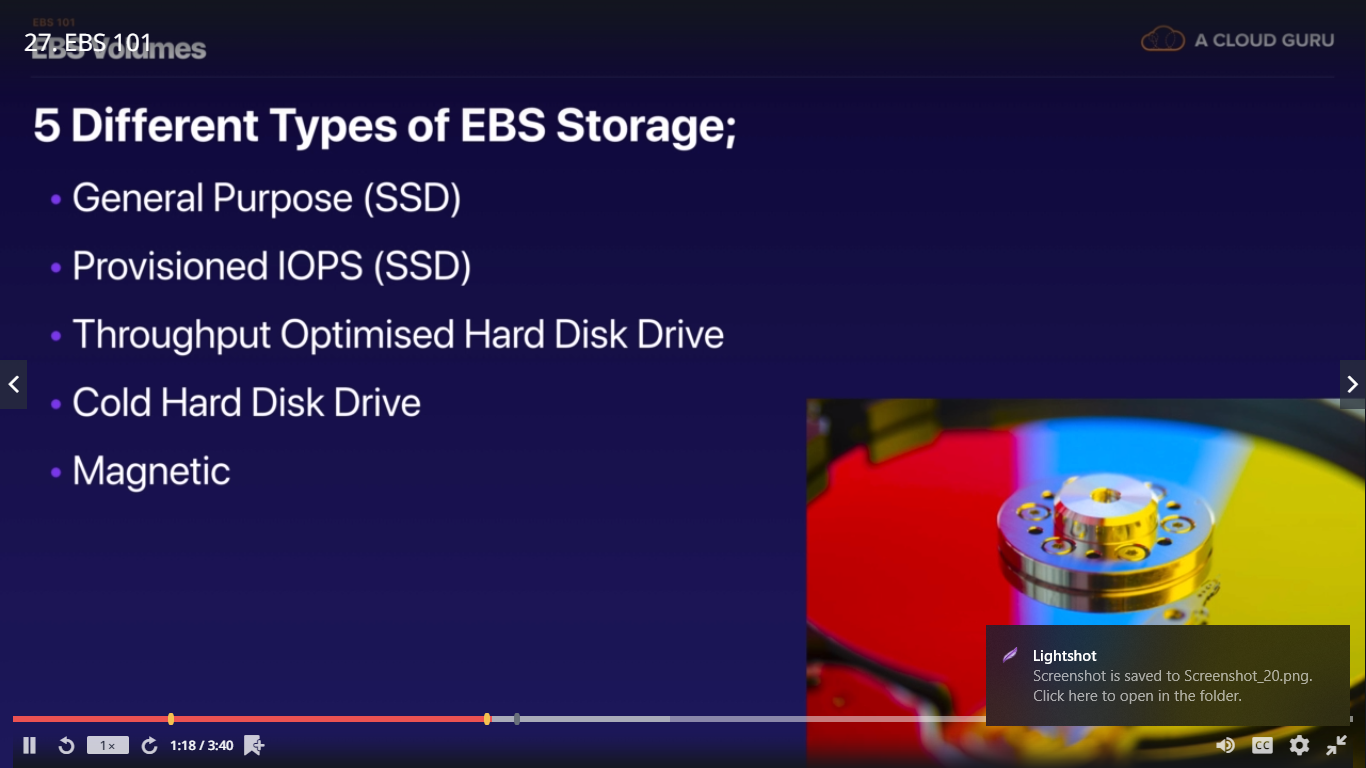 EBS 101
27. EBS 101
EBS Volumes
A CLOUD GURU
5 Different Types of EBS Storage;
• General Purpose (SSD)
• Provisioned IOPS (SSD)
• Throughput Optimised Hard Disk Drive
• Cold Hard Disk Drive
• Magnetic
Lightshot
Screenshot is saved to Screenshot_20.png.
Click here to open in the folder.
1×
1:18 / 3:40
CC